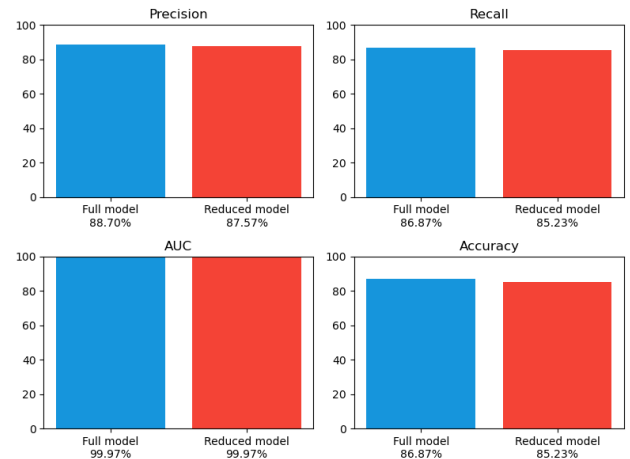 Precision
100
80
60
40
20
0
Full model
88.70%
Reduced model
87.57%
Recall
100
80
60
40
20
0
Full model
86.87%
Reduced model
85.23%
AUC
100
80
60
40
20
0
Full model
99.97%
Reduced model
99.97%
Accuracy
100
80
60
40
20
0
Full model
86.87%
Reduced model
85.23%